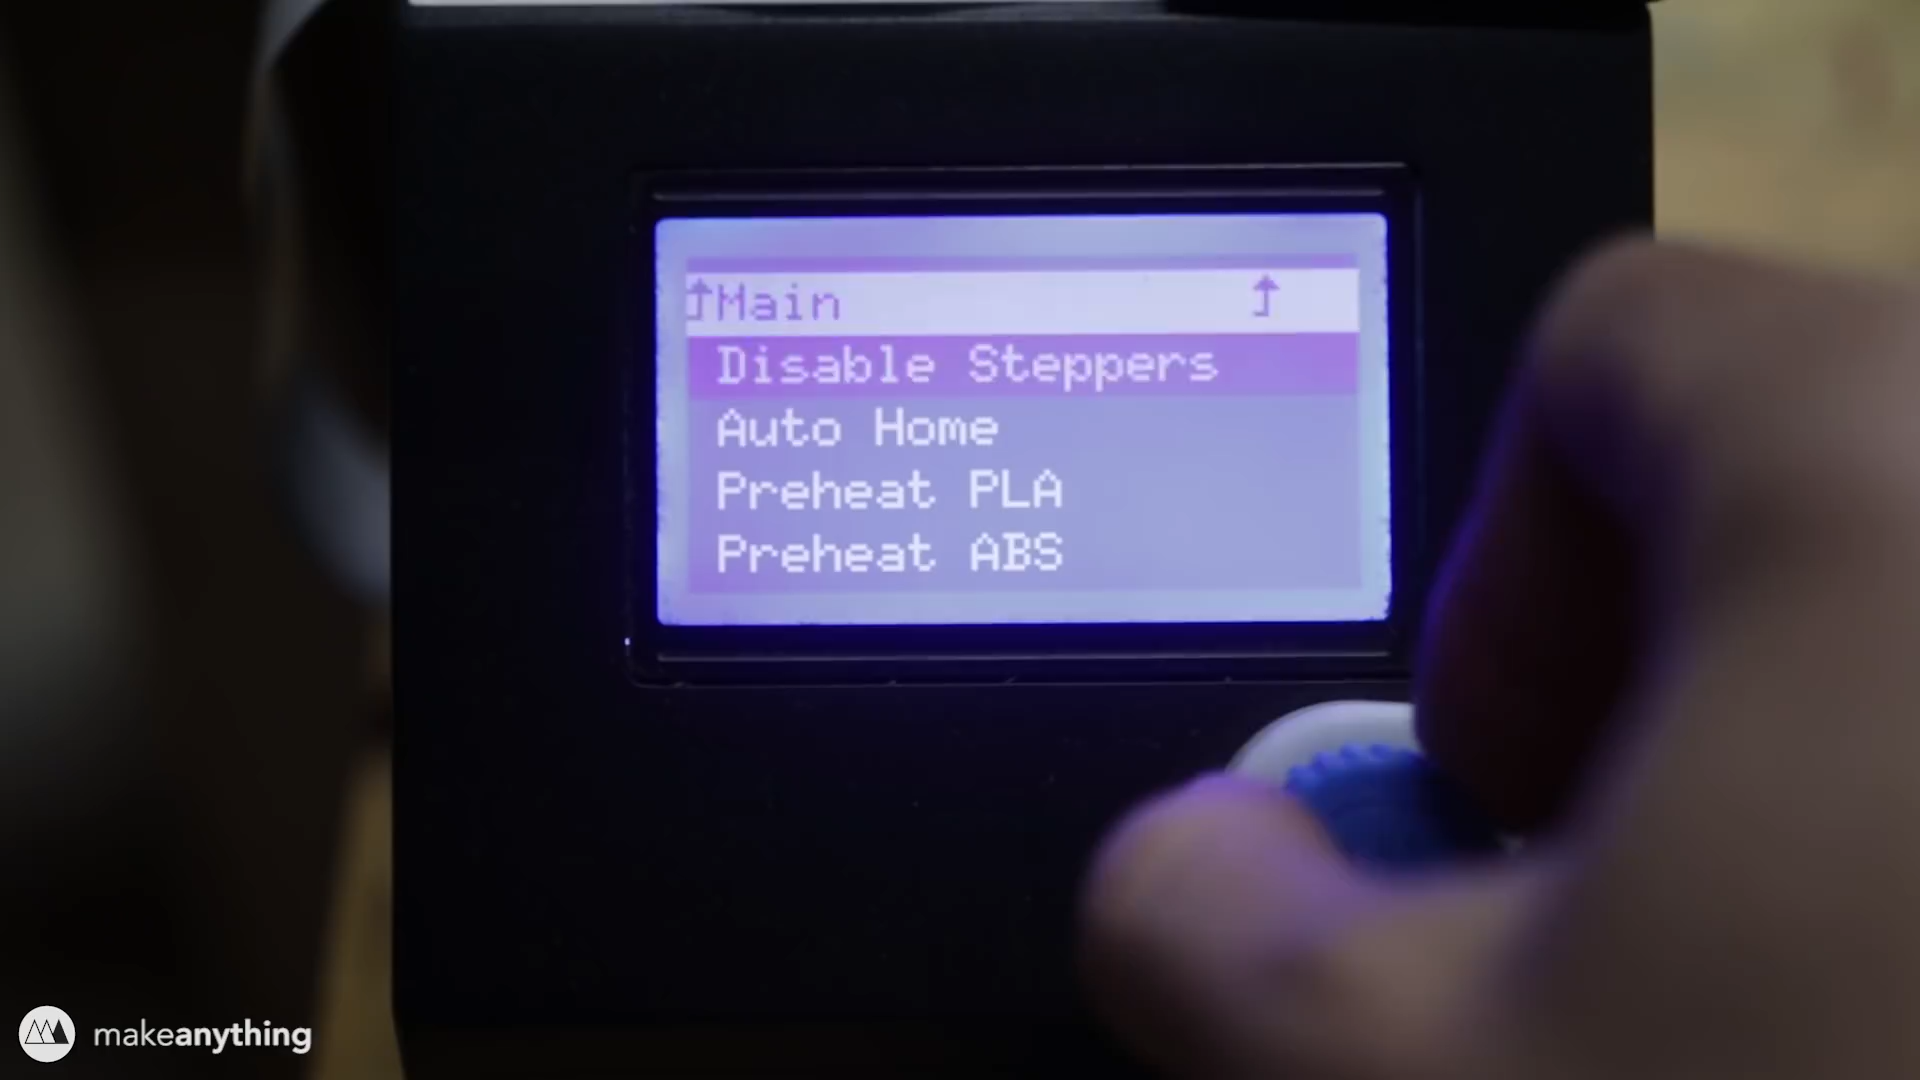 ↑Main ↑
Disable Steppers
Auto Home
Preheat PLA
Preheat ABS
makeanything